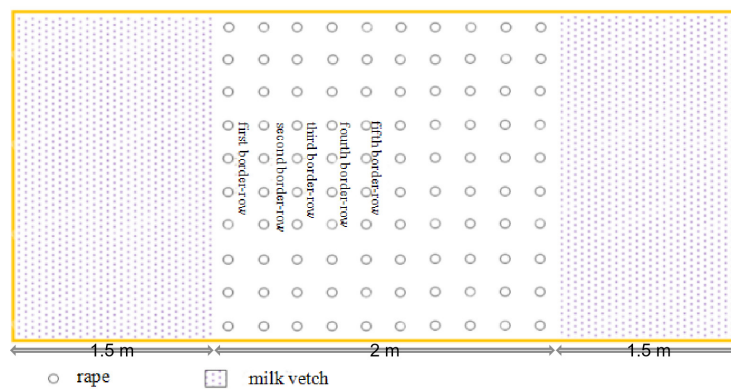 first border-row
second border-row
third border-row
fourth border-row
fifth border-row
1.5 m
2 m
1.5 m
rape
milk vetch